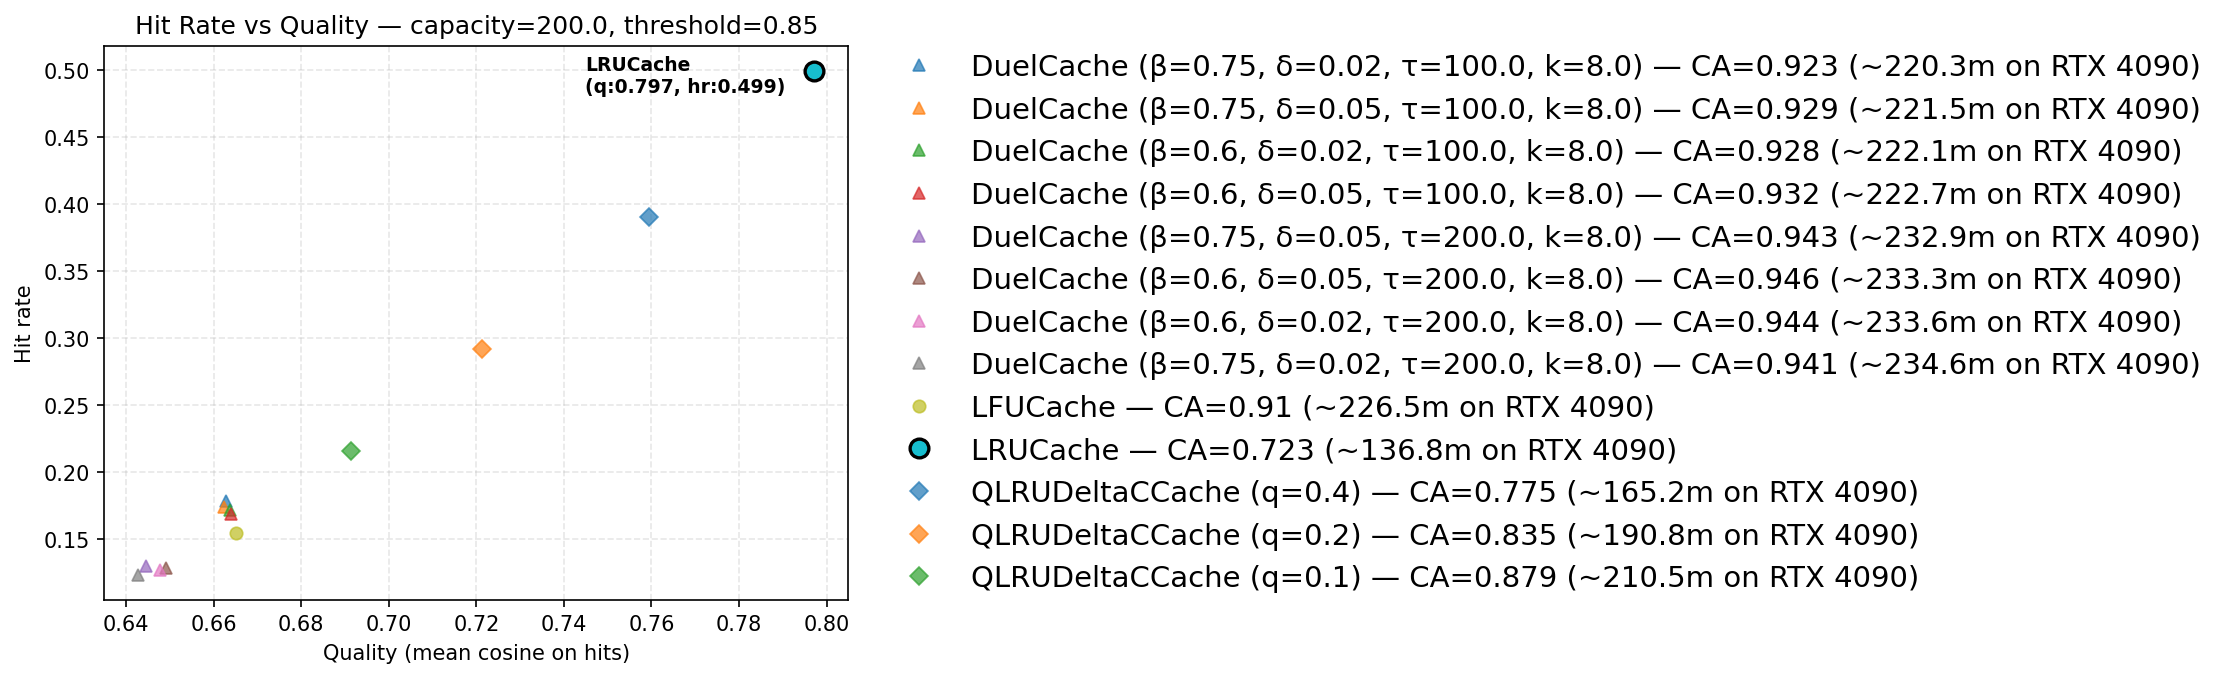 Hit Rate vs Quality — capacity=200.0, threshold=0.85
LRUCache
(q:0.797, hr:0.499)
Hit rate
0.50
0.45
0.40
0.35
0.30
0.25
0.20
0.15
0.64 0.66 0.68 0.70 0.72 0.74 0.76 0.78 0.80
Quality (mean cosine on hits)
DuelCache (β=0.75, δ=0.02, τ=100.0, k=8.0) — CA=0.923 (~220.3m on RTX 4090)
DuelCache (β=0.75, δ=0.05, τ=100.0, k=8.0) — CA=0.929 (~221.5m on RTX 4090)
DuelCache (β=0.6, δ=0.02, τ=100.0, k=8.0) — CA=0.928 (~222.1m on RTX 4090)
DuelCache (β=0.6, δ=0.05, τ=100.0, k=8.0) — CA=0.932 (~222.7m on RTX 4090)
DuelCache (β=0.75, δ=0.05, τ=200.0, k=8.0) — CA=0.943 (~232.9m on RTX 4090)
DuelCache (β=0.6, δ=0.05, τ=200.0, k=8.0) — CA=0.946 (~233.3m on RTX 4090)
DuelCache (β=0.6, δ=0.02, τ=200.0, k=8.0) — CA=0.944 (~233.6m on RTX 4090)
DuelCache (β=0.75, δ=0.02, τ=200.0, k=8.0) — CA=0.941 (~234.6m on RTX 4090)
LFUCache — CA=0.91 (~226.5m on RTX 4090)
LRUCache — CA=0.723 (~136.8m on RTX 4090)
QLRUDeltaCCache (q=0.4) — CA=0.775 (~165.2m on RTX 4090)
QLRUDeltaCCache (q=0.2) — CA=0.835 (~190.8m on RTX 4090)
QLRUDeltaCCache (q=0.1) — CA=0.879 (~210.5m on RTX 4090)